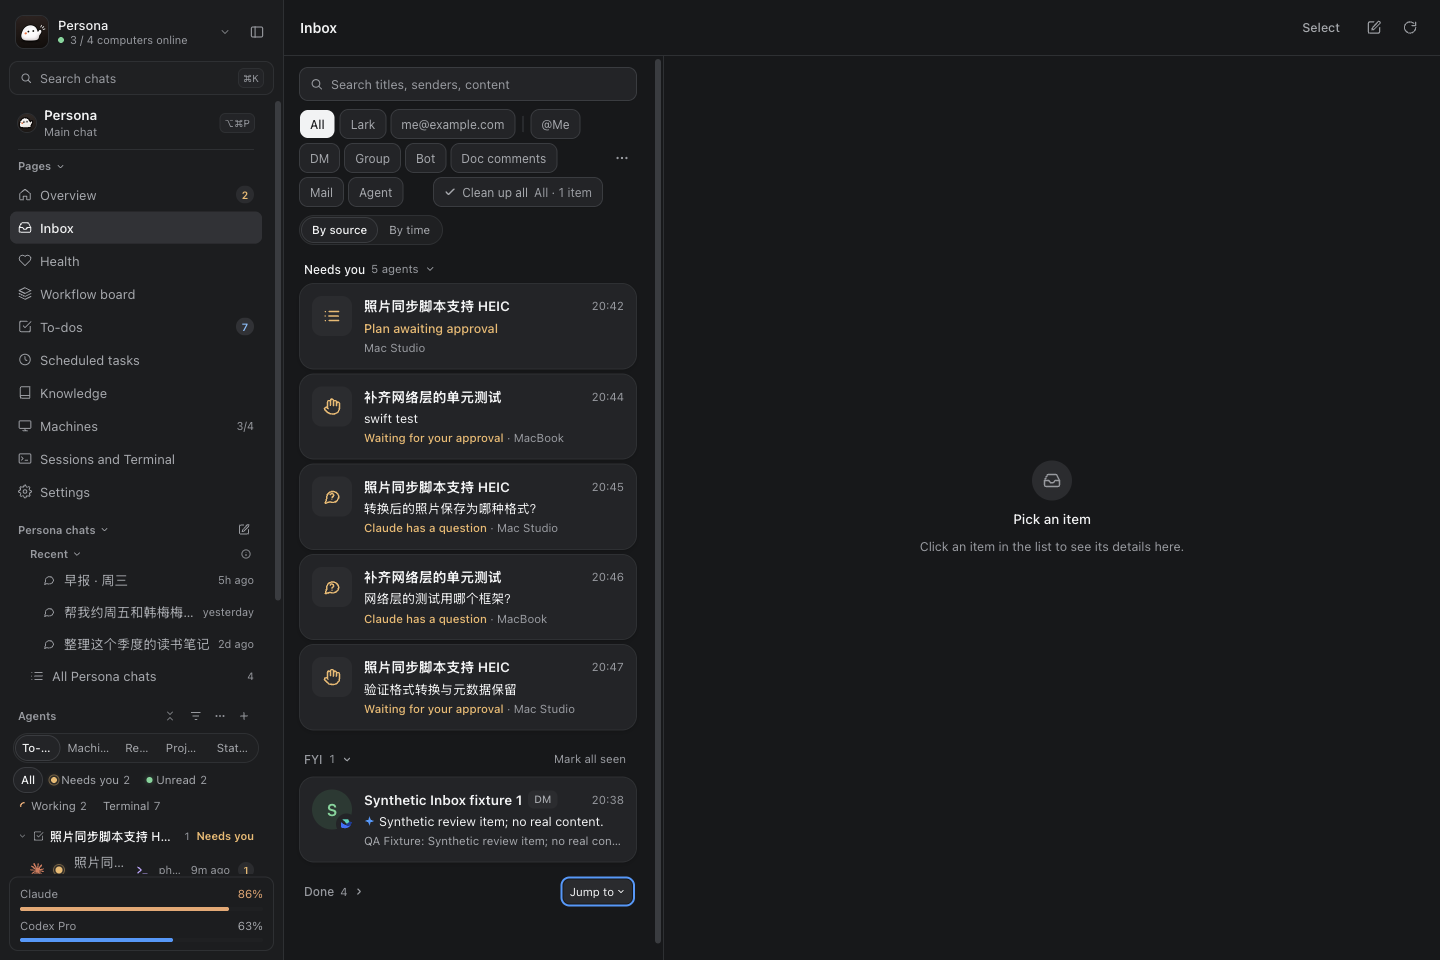 Persona
3 / 4 computers online
Search chats ⌘K
Persona
Main chat
⌥⌘P
Pages
Overview 2
Inbox
Health
Workflow board
To-dos 7
Scheduled tasks
Knowledge
Machines 3/4
Sessions and Terminal
Settings
Persona chats
Recent
早报 · 周三 5h ago
帮我约周五和韩梅梅... yesterday
整理这个季度的读书笔记 2d ago
All Persona chats 4
Agents
To-... Machi... Re... Proj... Stat...
All Needs you 2 Unread 2
Working 2 Terminal 7
照片同步脚本支持 H... 1 Needs you
照片同... ph... 9m ago 1
Claude 86%
Codex Pro 63%
Inbox
Select
Search titles, senders, content
All Lark me@example.com @Me
DM Group Bot Doc comments ...
Mail Agent Clean up all All · 1 item
By source By time
Needs you 5 agents
照片同步脚本支持 HEIC 20:42
Plan awaiting approval
Mac Studio
补齐网络层的单元测试 20:44
swift test
Waiting for your approval · MacBook
照片同步脚本支持 HEIC 20:45
转换后的照片保存为哪种格式?
Claude has a question · Mac Studio
补齐网络层的单元测试 20:46
网络层的测试用哪个框架?
Claude has a question · MacBook
照片同步脚本支持 HEIC 20:47
验证格式转换与元数据保留
Waiting for your approval · Mac Studio
FYI 1 Mark all seen
S
Synthetic Inbox fixture 1 DM 20:38
Synthetic review item; no real content.
QA Fixture: Synthetic review item; no real con...
Done 4 Jump to
Pick an item
Click an item in the list to see its details here.